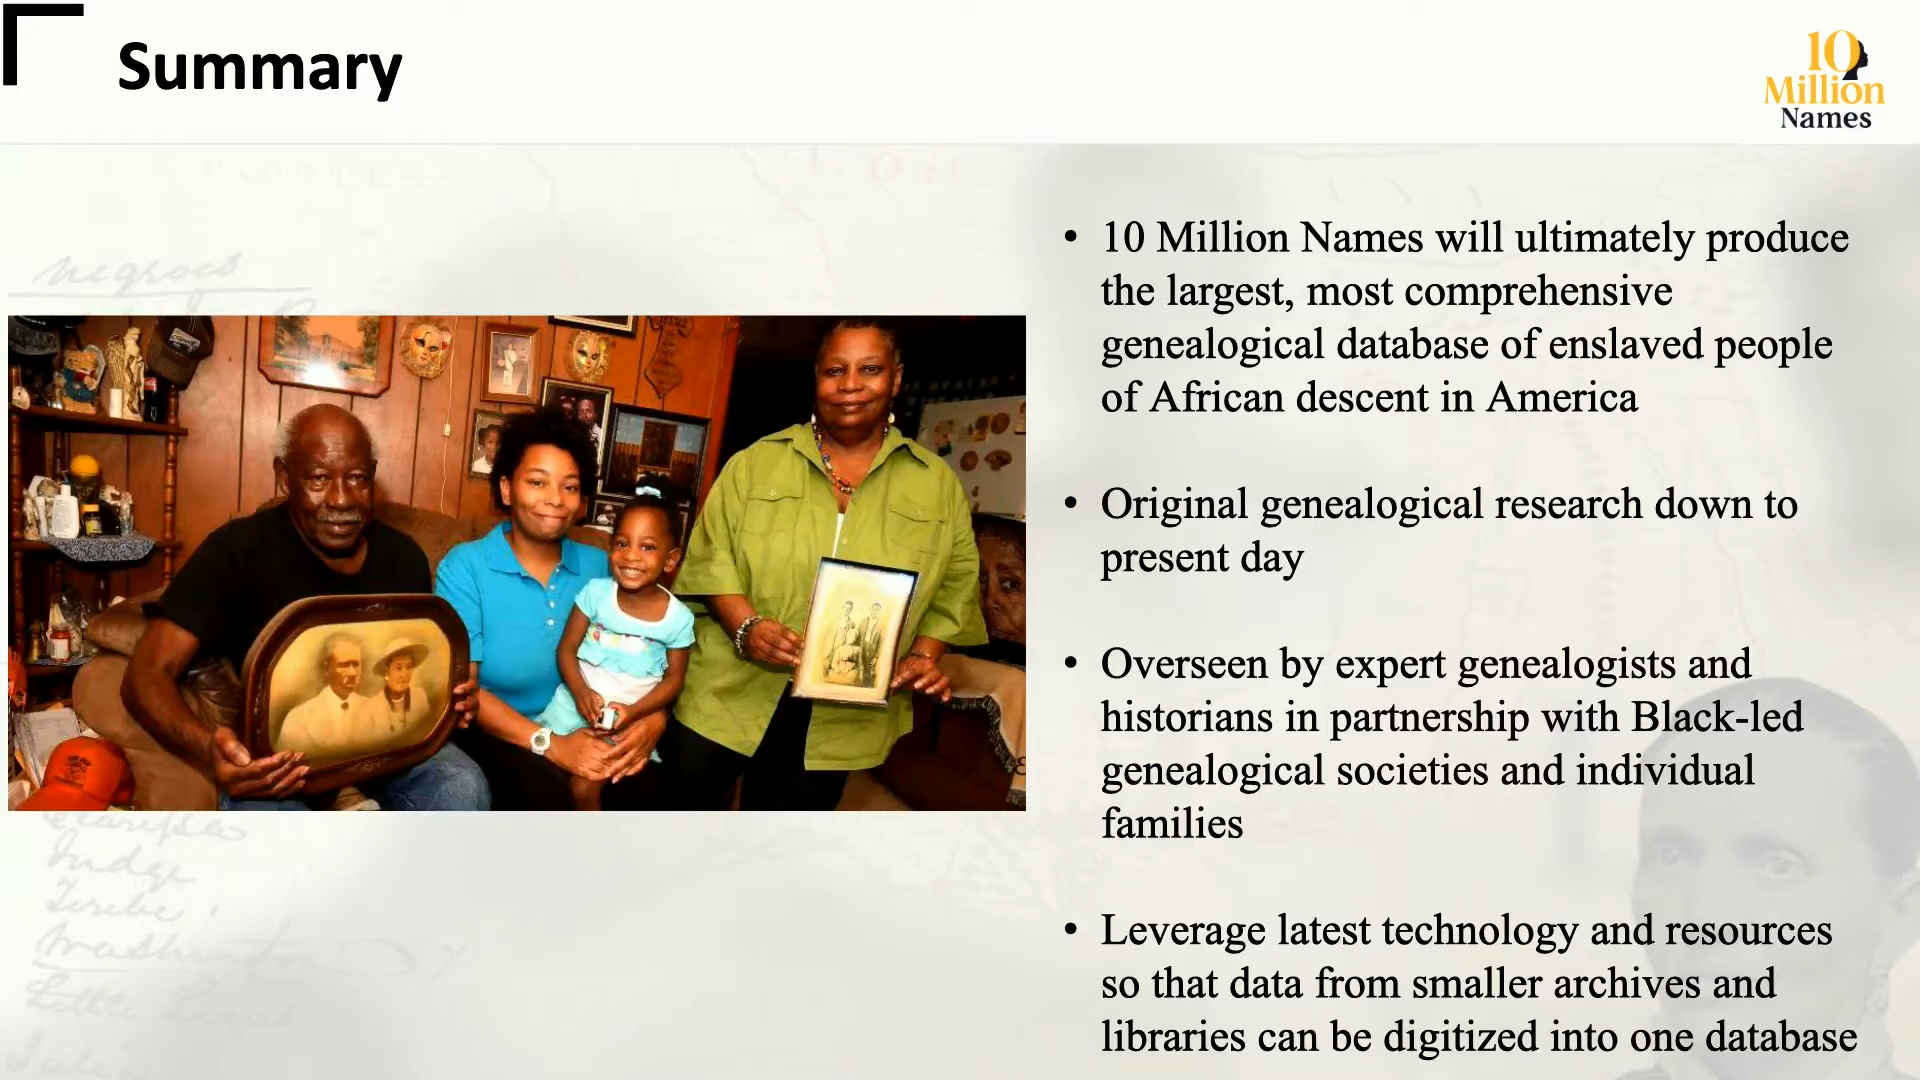 Summary
10
Million
Names
negroes
• 10 Million Names will ultimately produce
the largest, most comprehensive
genealogical database of enslaved people
of African descent in America
• Original genealogical research down to
present day
• Overseen by expert genealogists and
historians in partnership with Black-led
genealogical societies and individual
families
• Leverage latest technology and resources
so that data from smaller archives and
libraries can be digitized into one database
Judge
Washington